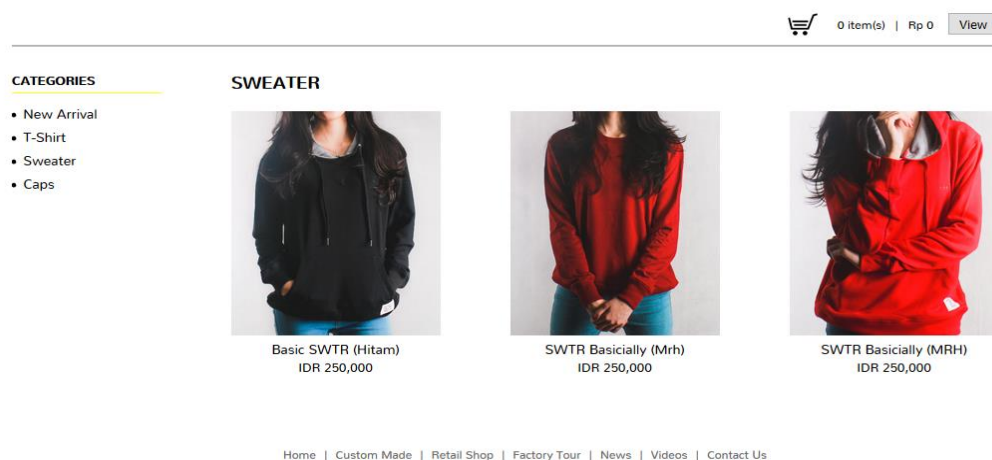 0 item(s) | Rp 0 View
CATEGORIES
New Arrival
T-Shirt
Sweater
Caps
SWEATER
Basic SWTR (Hitam)
IDR 250,000
SWTR Basicially (Mrh)
IDR 250,000
SWTR Basicially (MRH)
IDR 250,000
Home | Custom Made | Retail Shop | Factory Tour | News | Videos | Contact Us